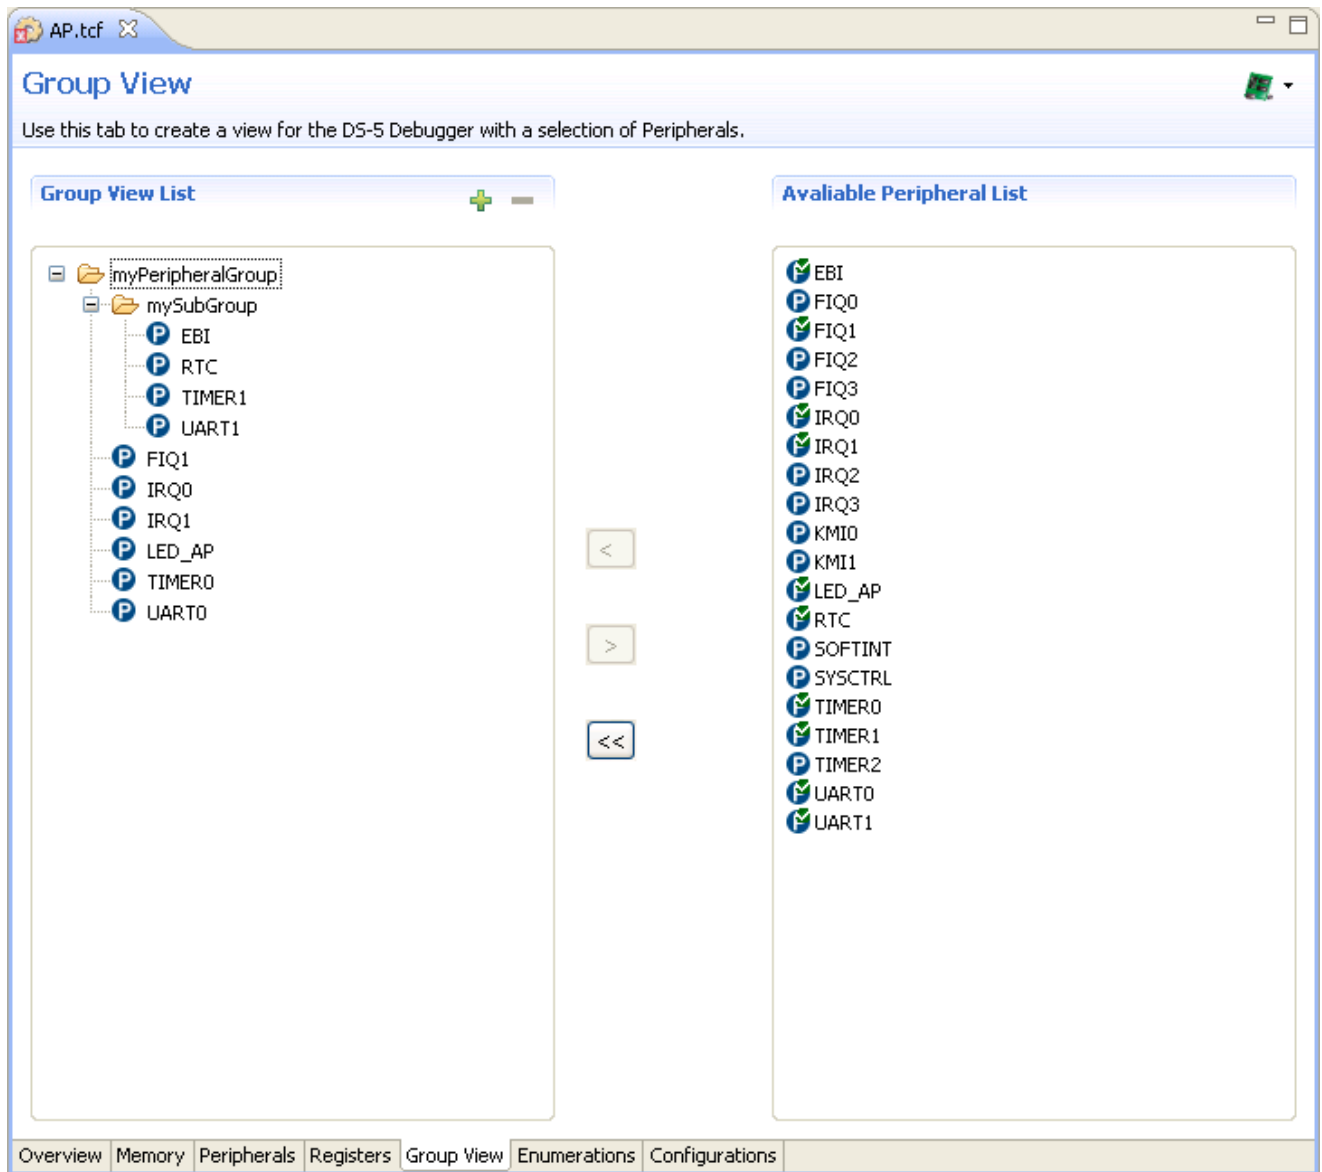 AP.tcf
Group View
Use this tab to create a view for the DS-5 Debugger with a selection of Peripherals.
Group View List
myPeripheralGroup
mySubGroup
EBI
RTC
TIMER1
UART1
FIQ1
IRQ0
IRQ1
LED_AP
TIMER0
UART0
<
>
<<
Avaliable Peripheral List
EBI
FIQ0
FIQ1
FIQ2
FIQ3
IRQ0
IRQ1
IRQ2
IRQ3
KMI0
KMI1
LED_AP
RTC
SOFTINT
SYSCTRL
TIMER0
TIMER1
TIMER2
UART0
UART1
Overview Memory Peripherals Registers Group View Enumerations Configurations